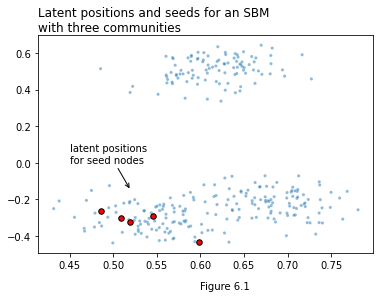 Latent positions and seeds for an SBM
with three communities
0.6
0.4
0.2
0.0
−0.2
−0.4
latent positions
for seed nodes
0.45 0.50 0.55 0.60 0.65 0.70 0.75
Figure 6.1